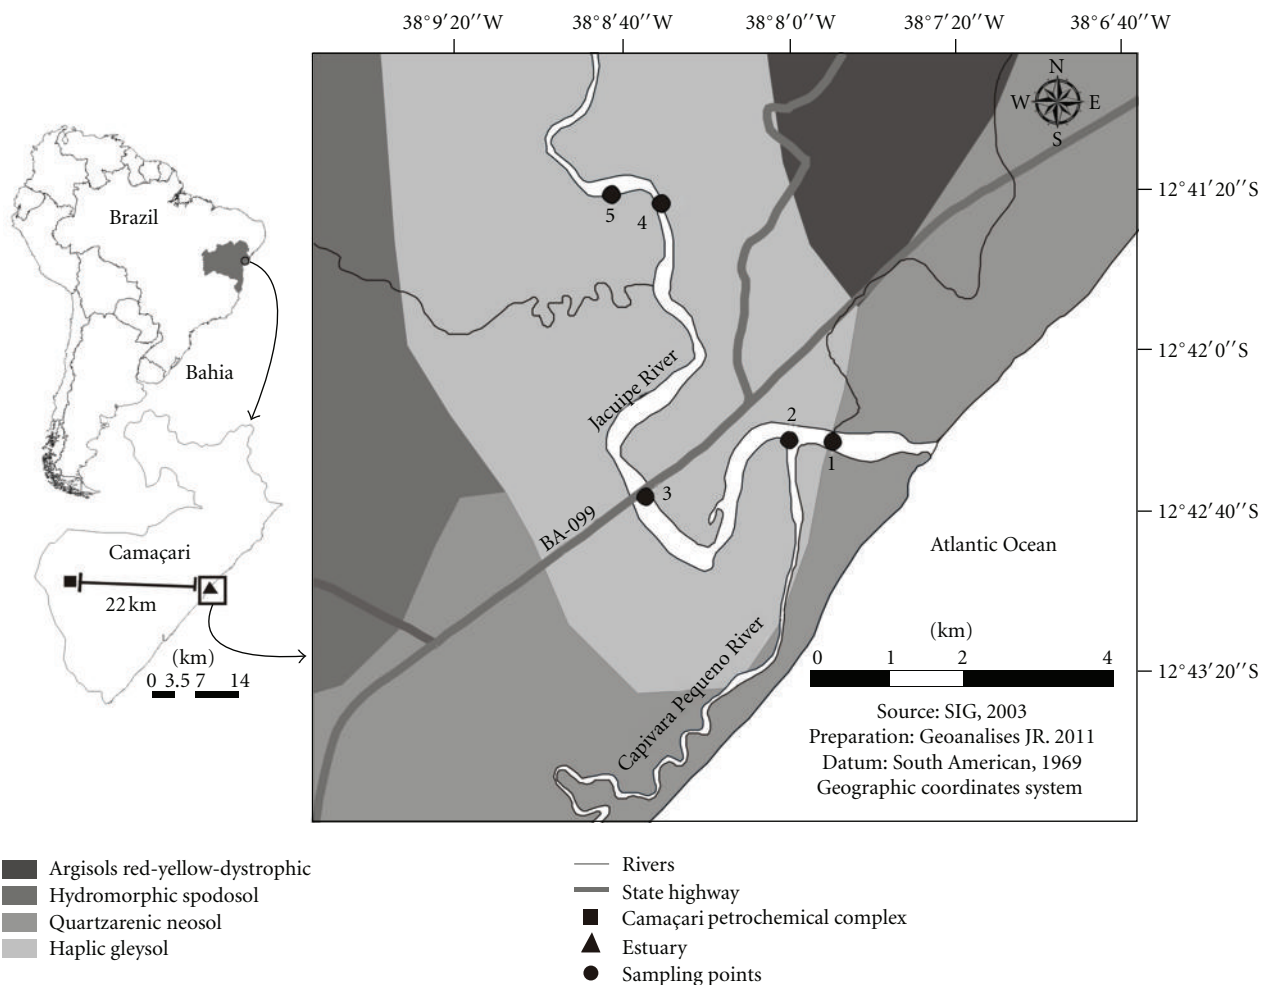 38°9′20′′W 38°8′40′′W 38°8′0′′W 38°7′20′′W 38°6′40′′W
N
W E
S
12°41′20′′S
12°42′0′′S
12°42′40′′S
12°43′20′′S
Brazil
Bahia
Camaçari
22 km
(km)
0 3.5 7 14
5
4
Jacuipe River
2
1
3
BA-099
Capivara Pequeno River
Atlantic Ocean
(km)
0 1 2 4
Source: SIG, 2003
Preparation: Geoanalises JR. 2011
Datum: South American, 1969
Geographic coordinates system
Argisols red-yellow-dystrophic
Hydromorphic spodosol
Quartzarenic neosol
Haplic gleysol
Rivers
State highway
Camaçari petrochemical complex
Estuary
Sampling points